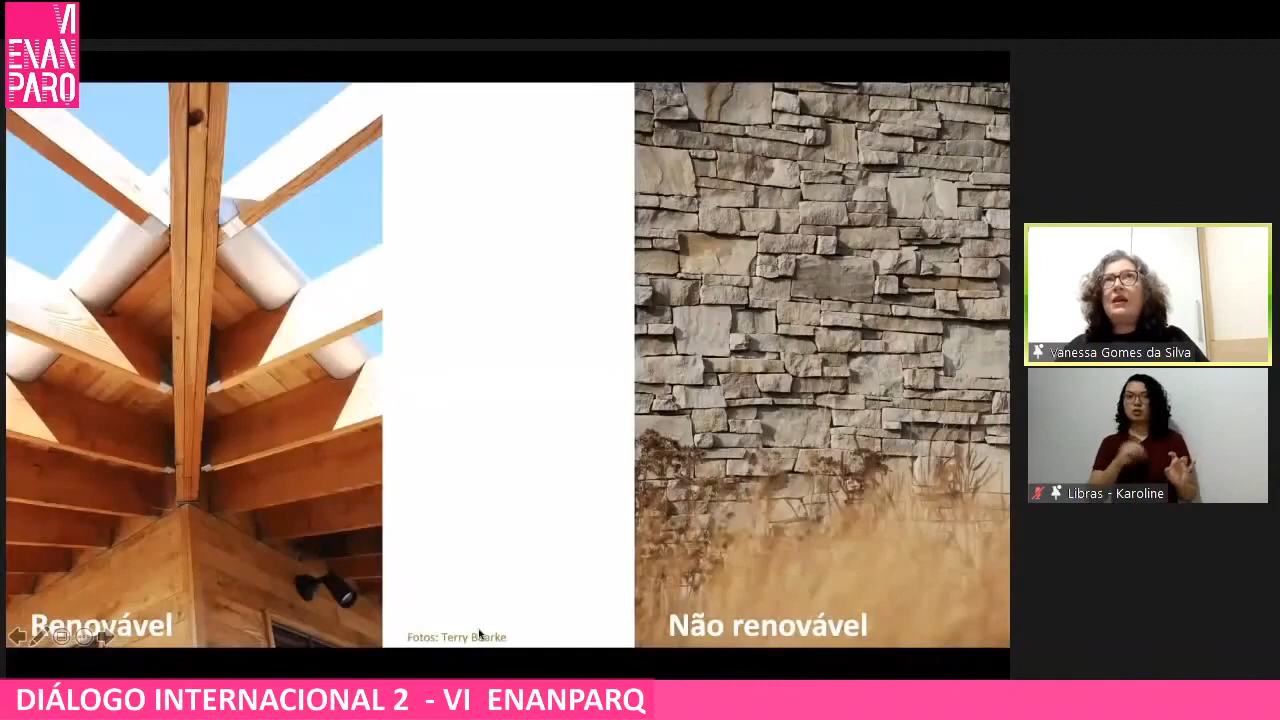 VI
ENAN
PARQ
Renovável
Fotos: Terry Bourke
Não renovável
Vanessa Gomes da Silva
Libras - Karoline
DIÁLOGO INTERNACIONAL 2 - VI ENANPARQ